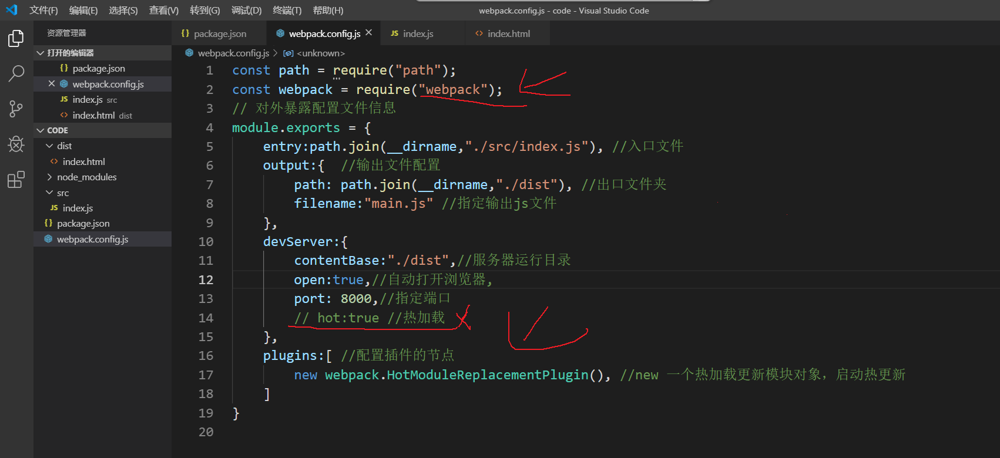 文件(F) 编辑(E) 选择(S) 查看(V) 转到(G) 调试(D) 终端(T) 帮助(H) webpack.config.js - code - Visual Studio Code
资源管理器
打开的编辑器
{} package.json
× webpack.config.js
JS index.js src
<> index.html dist
CODE
dist
<> index.html
node_modules
src
JS index.js
{} package.json
webpack.config.js
{} package.json webpack.config.js × JS index.js <> index.html
webpack.config.js > <unknown>
1 const path = require("path");
2 const webpack = require("webpack");
3 // 对外暴露配置文件信息
4 module.exports = {
5 entry:path.join(__dirname,"./src/index.js"), //入口文件
6 output:{ //输出文件配置
7 path: path.join(__dirname,"./dist"), //出口文件夹
8 filename:"main.js" //指定输出js文件
9 },
10 devServer:{
11 contentBase:"./dist",//服务器运行目录
12 open:true,//自动打开浏览器,
13 port: 8000,//指定端口
14 // hot:true //热加载
15 },
16 plugins:[ //配置插件的节点
17 new webpack.HotModuleReplacementPlugin(), //new 一个热加载更新模块对象，启动热更新
18 ]
19 }
20